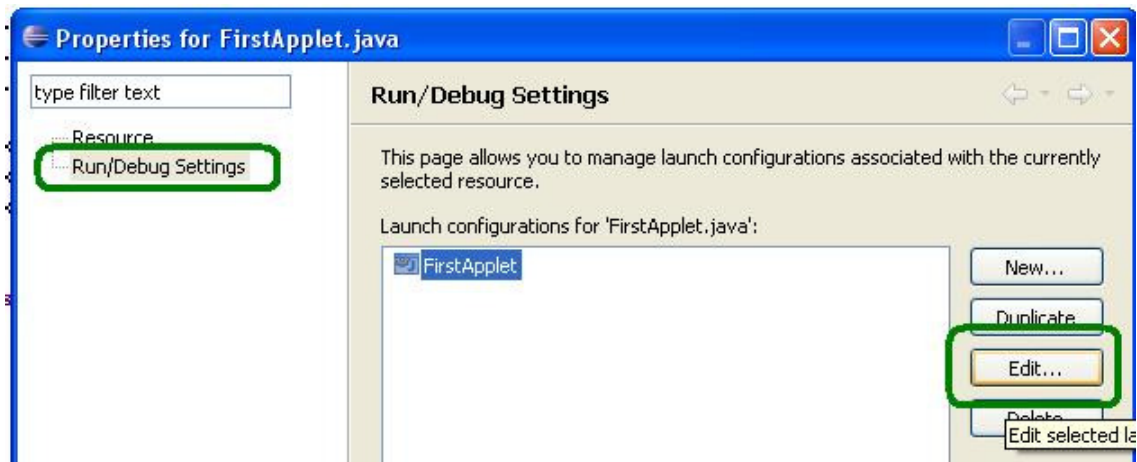 Properties for FirstApplet.java
type filter text
Resource
Run/Debug Settings
Run/Debug Settings
This page allows you to manage launch configurations associated with the currently
selected resource.
Launch configurations for 'FirstApplet.java':
FirstApplet
New...
Duplicate
Edit...
Delete
Edit selected la